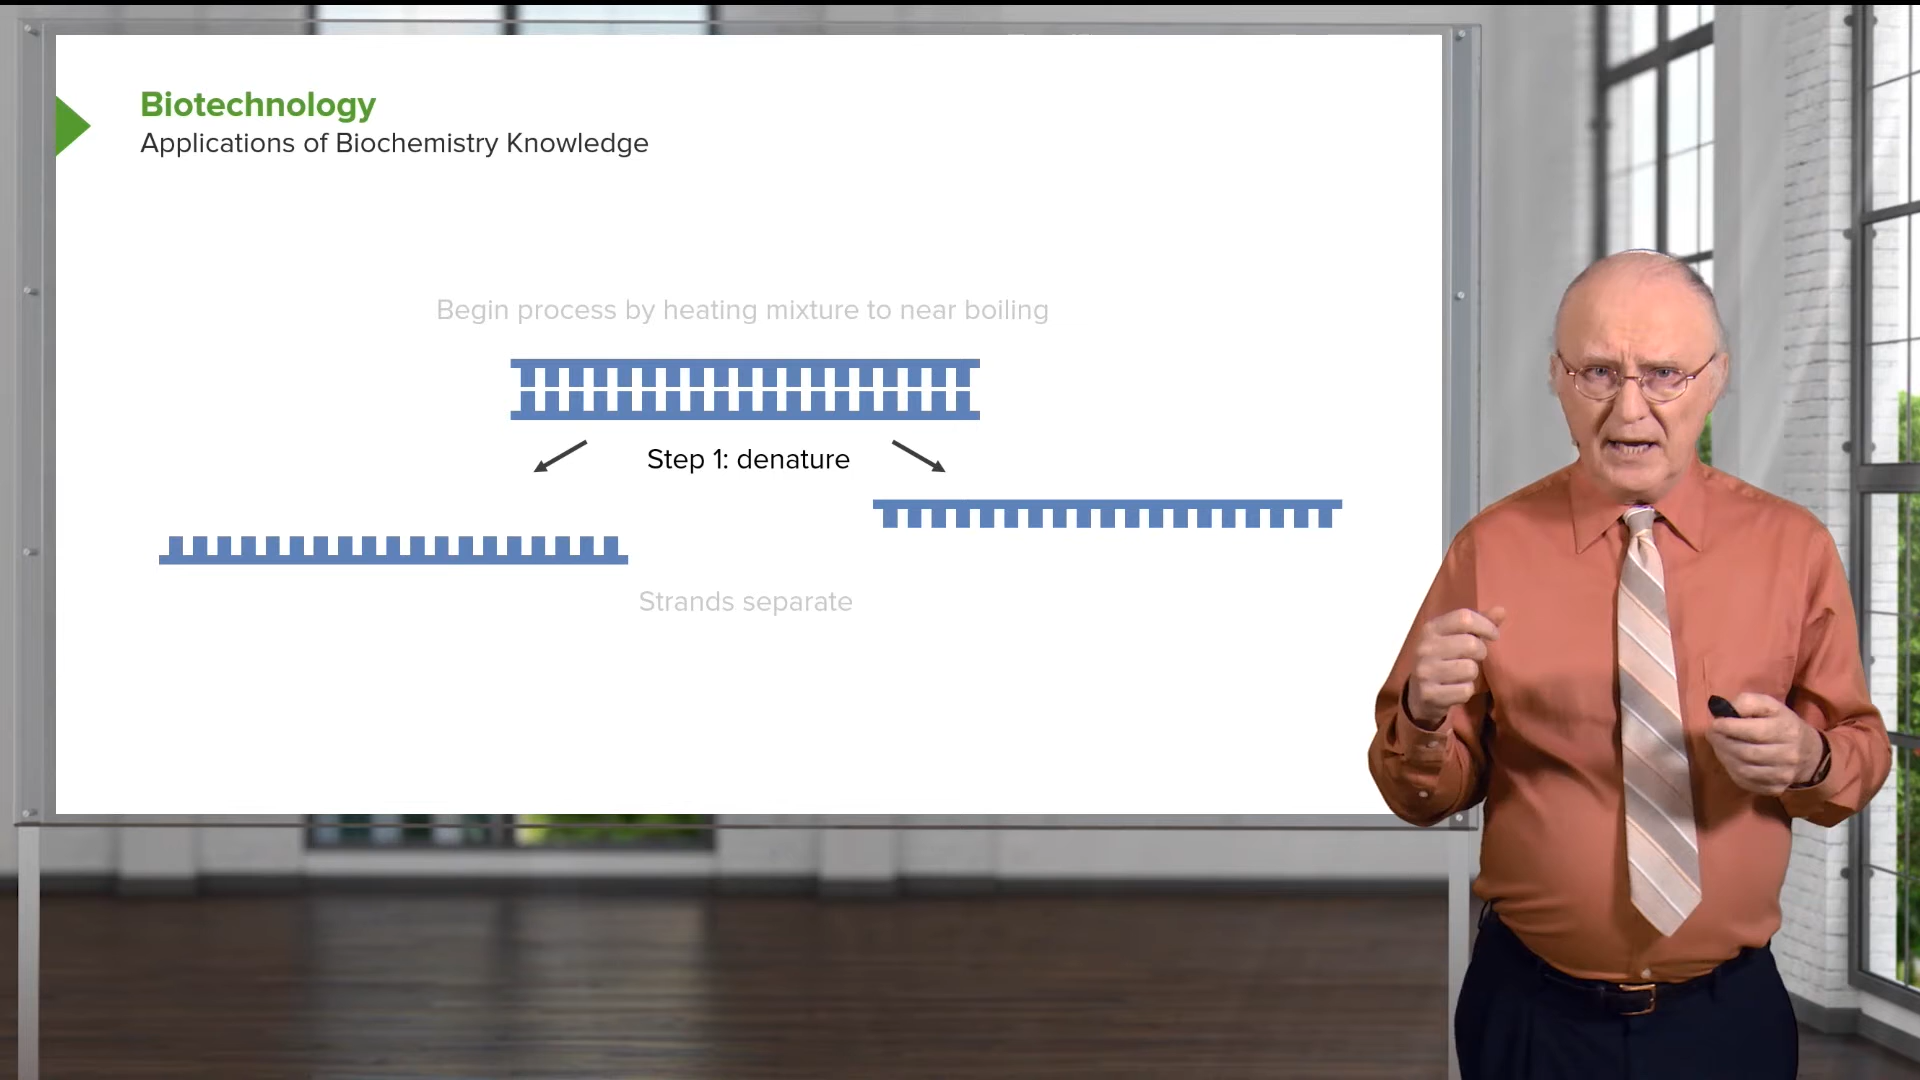 Biotechnology
Applications of Biochemistry Knowledge
Begin process by heating mixture to near boiling
Step 1: denature
Strands separate